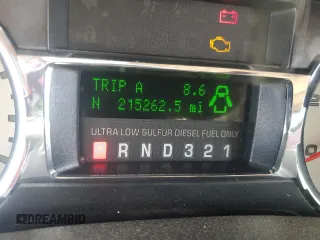 TRIP A 8.6
N 215262.5 mi
ULTRA LOW SULFUR DIESEL FUEL ONLY
P R N D 3 2 1
DREAMBID